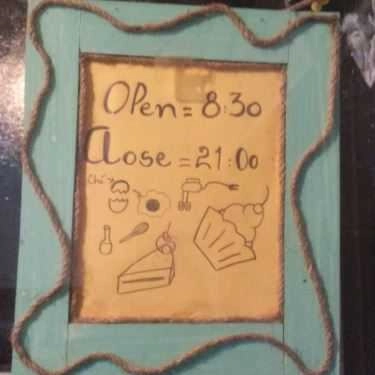 Open = 8:30
Close = 21:00